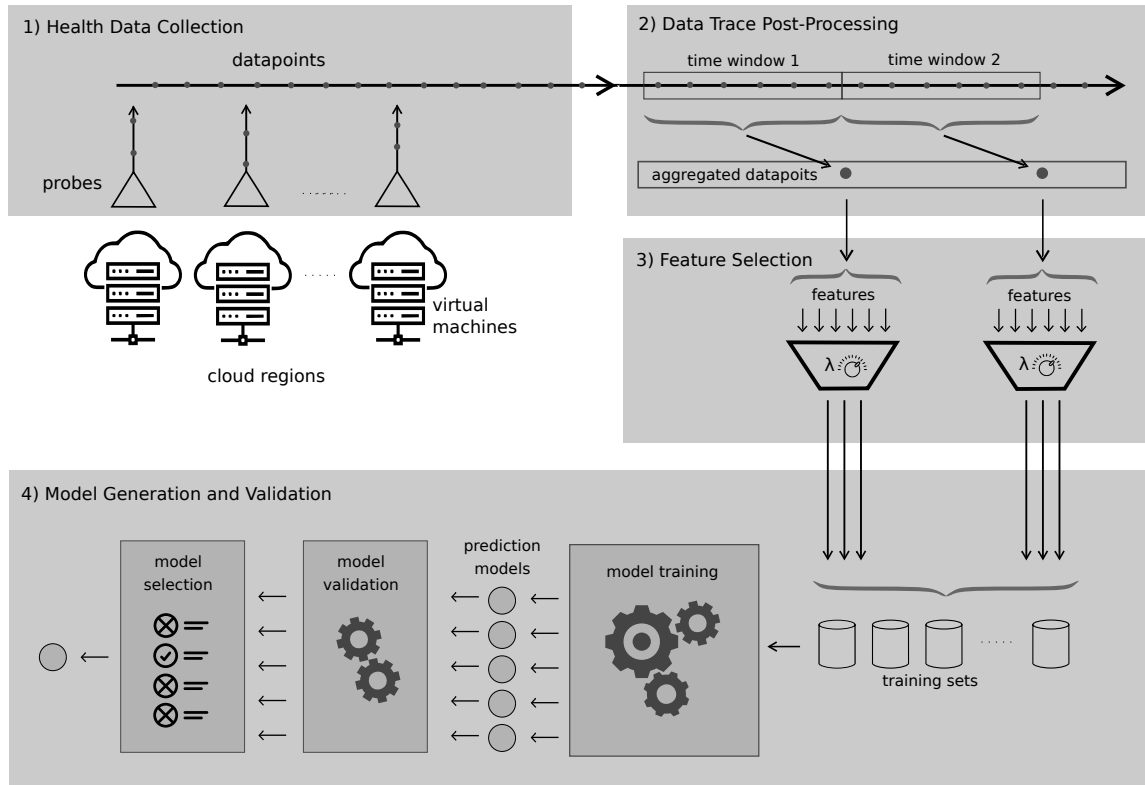 1) Health Data Collection
datapoints
probes
virtual
machines
cloud regions
2) Data Trace Post-Processing
time window 1
time window 2
aggregated datapoits
3) Feature Selection
features
features
λ
λ
4) Model Generation and Validation
model
selection
model
validation
prediction
models
model training
training sets